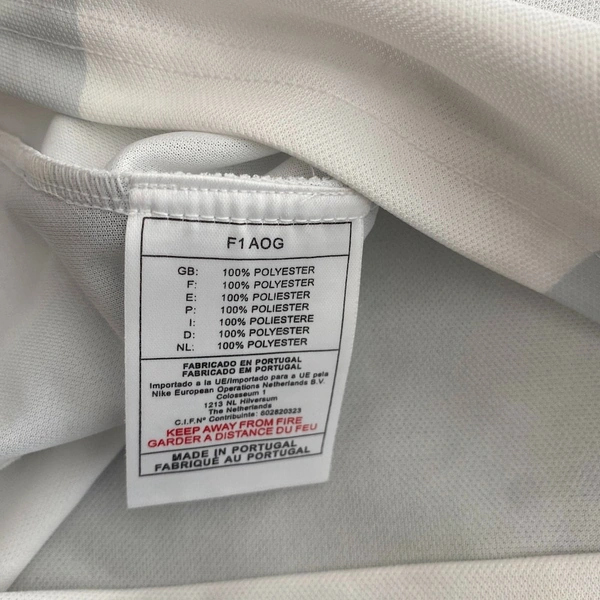 F1AOG
GB: 100% POLYESTER
F: 100% POLYESTER
E: 100% POLIESTER
P: 100% POLIESTER
I: 100% POLIESTERE
D: 100% POLYESTER
NL: 100% POLYESTER
FABRICADO EN PORTUGAL
FABRICADO EM PORTUGAL
Importado a la UE/Importado para a UE pela
Nike European Operations Netherlands B.V.
Colosseum 1
1213 NL Hilversum
The Netherlands
C.I.F.Nº Contribuinte: 602820323
KEEP AWAY FROM FIRE
GARDER A DISTANCE DU FEU
MADE IN PORTUGAL
FABRIQUÉ AU PORTUGAL